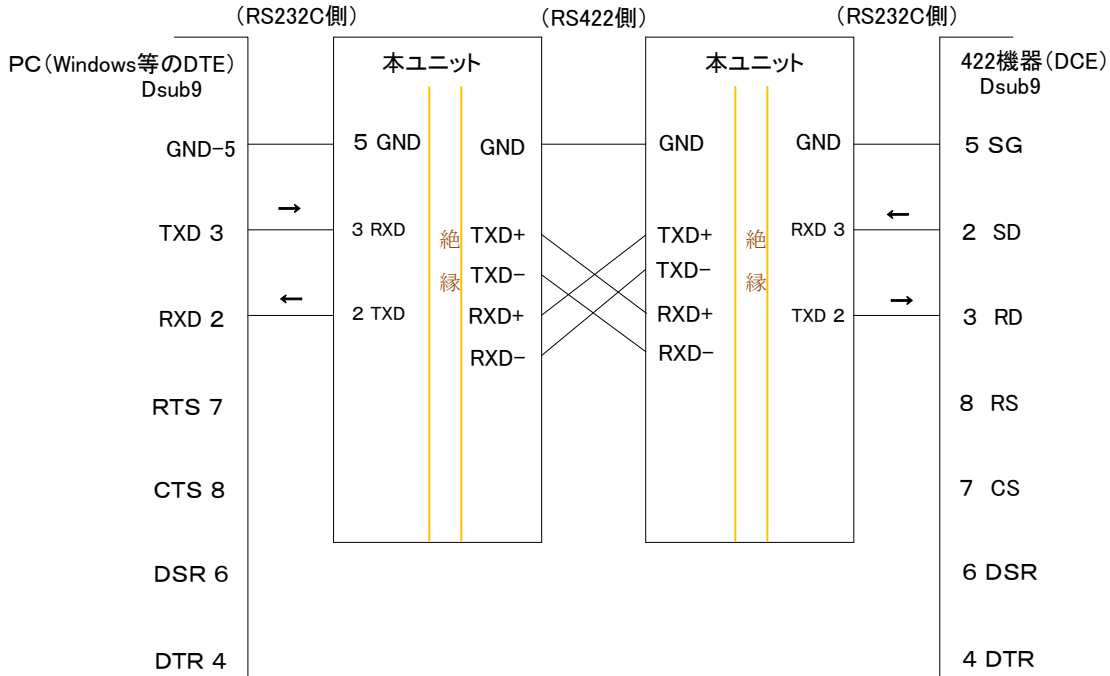 (RS232C側) (RS422側) (RS232C側)
PC(Windows等のDTE) 本ユニット 本ユニット 422機器(DCE)
Dsub9 Dsub9
GND-5 5 GND GND GND GND 5 SG
→ ←
TXD 3 3 RXD 絶縁 TXD+ TXD+ 絶縁 RXD 3 2 SD
TXD- TXD-
← →
RXD 2 2 TXD RXD+ RXD+ TXD 2 3 RD
RXD- RXD-
RTS 7 8 RS
CTS 8 7 CS
DSR 6 6 DSR
DTR 4 4 DTR